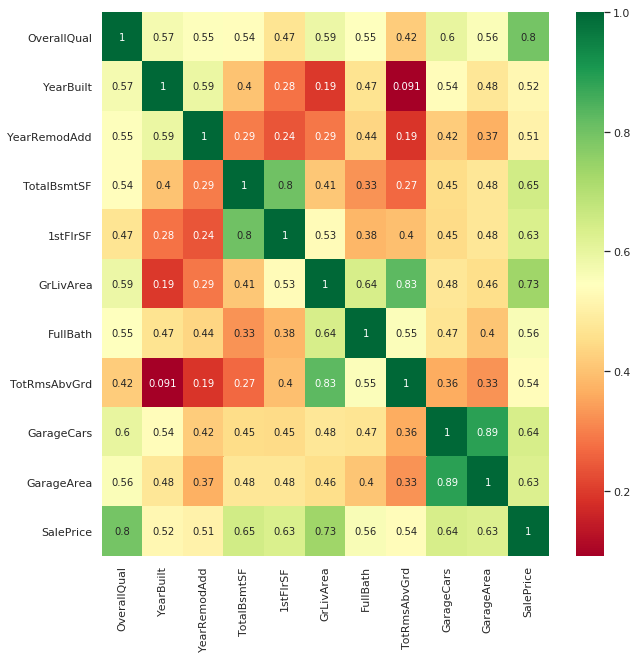 OverallQual 1 0.57 0.55 0.54 0.47 0.59 0.55 0.42 0.6 0.56 0.8
YearBuilt 0.57 1 0.59 0.4 0.28 0.19 0.47 0.091 0.54 0.48 0.52
YearRemodAdd 0.55 0.59 1 0.29 0.24 0.29 0.44 0.19 0.42 0.37 0.51
TotalBsmtSF 0.54 0.4 0.29 1 0.8 0.41 0.33 0.27 0.45 0.48 0.65
1stFlrSF 0.47 0.28 0.24 0.8 1 0.53 0.38 0.4 0.45 0.48 0.63
GrLivArea 0.59 0.19 0.29 0.41 0.53 1 0.64 0.83 0.48 0.46 0.73
FullBath 0.55 0.47 0.44 0.33 0.38 0.64 1 0.55 0.47 0.4 0.56
TotRmsAbvGrd 0.42 0.091 0.19 0.27 0.4 0.83 0.55 1 0.36 0.33 0.54
GarageCars 0.6 0.54 0.42 0.45 0.45 0.48 0.47 0.36 1 0.89 0.64
GarageArea 0.56 0.48 0.37 0.48 0.48 0.46 0.4 0.33 0.89 1 0.63
SalePrice 0.8 0.52 0.51 0.65 0.63 0.73 0.56 0.54 0.64 0.63 1
OverallQual
YearBuilt
YearRemodAdd
TotalBsmtSF
1stFlrSF
GrLivArea
FullBath
TotRmsAbvGrd
GarageCars
GarageArea
SalePrice
1.0
0.8
0.6
0.4
0.2